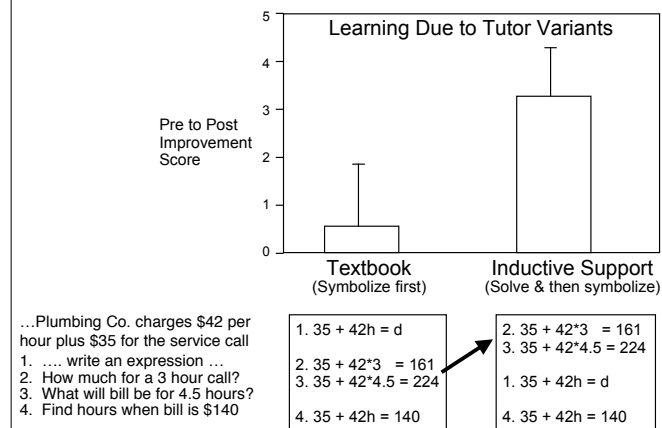 Learning Due to Tutor Variants
5
4
3
2
1
0
Pre to Post
Improvement
Score
Textbook
(Symbolize first)
Inductive Support
(Solve & then symbolize)
…Plumbing Co. charges $42 per
hour plus $35 for the service call
1. …. write an expression …
2. How much for a 3 hour call?
3. What will bill be for 4.5 hours?
4. Find hours when bill is $140
1. 35 + 42h = d
2. 35 + 42*3 = 161
3. 35 + 42*4.5 = 224
4. 35 + 42h = 140
2. 35 + 42*3 = 161
3. 35 + 42*4.5 = 224
1. 35 + 42h = d
4. 35 + 42h = 140